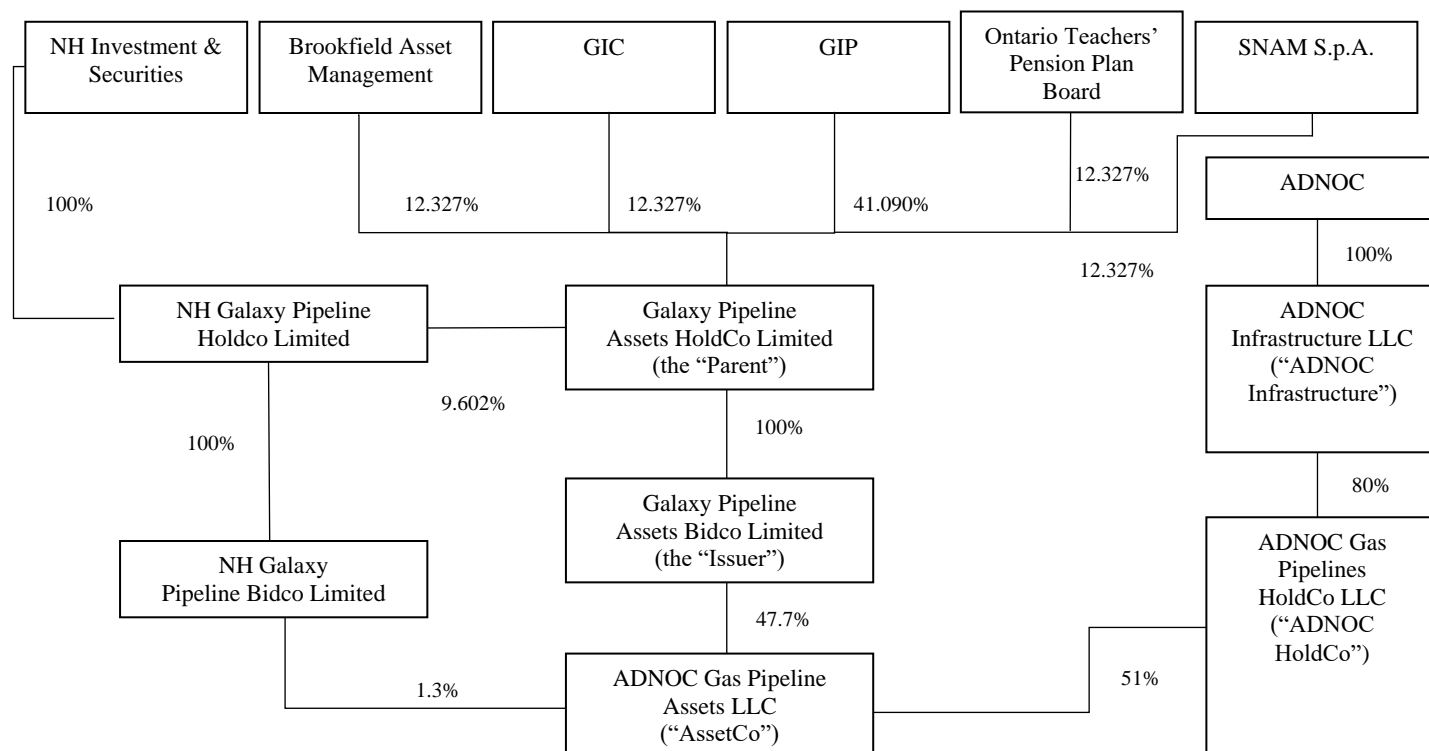 NH Investment &
Securities
Brookfield Asset
Management
GIC
GIP
Ontario Teachers’
Pension Plan
Board
SNAM S.p.A.
ADNOC
100%
12.327%
12.327%
41.090%
12.327%
12.327%
100%
NH Galaxy Pipeline
Holdco Limited
Galaxy Pipeline
Assets HoldCo Limited
(the “Parent”)
ADNOC
Infrastructure LLC
(“ADNOC
Infrastructure”)
9.602%
100%
100%
80%
NH Galaxy
Pipeline Bidco Limited
Galaxy Pipeline
Assets Bidco Limited
(the “Issuer”)
ADNOC Gas
Pipelines
HoldCo LLC
(“ADNOC
HoldCo”)
47.7%
1.3%
51%
ADNOC Gas Pipeline
Assets LLC
(“AssetCo”)